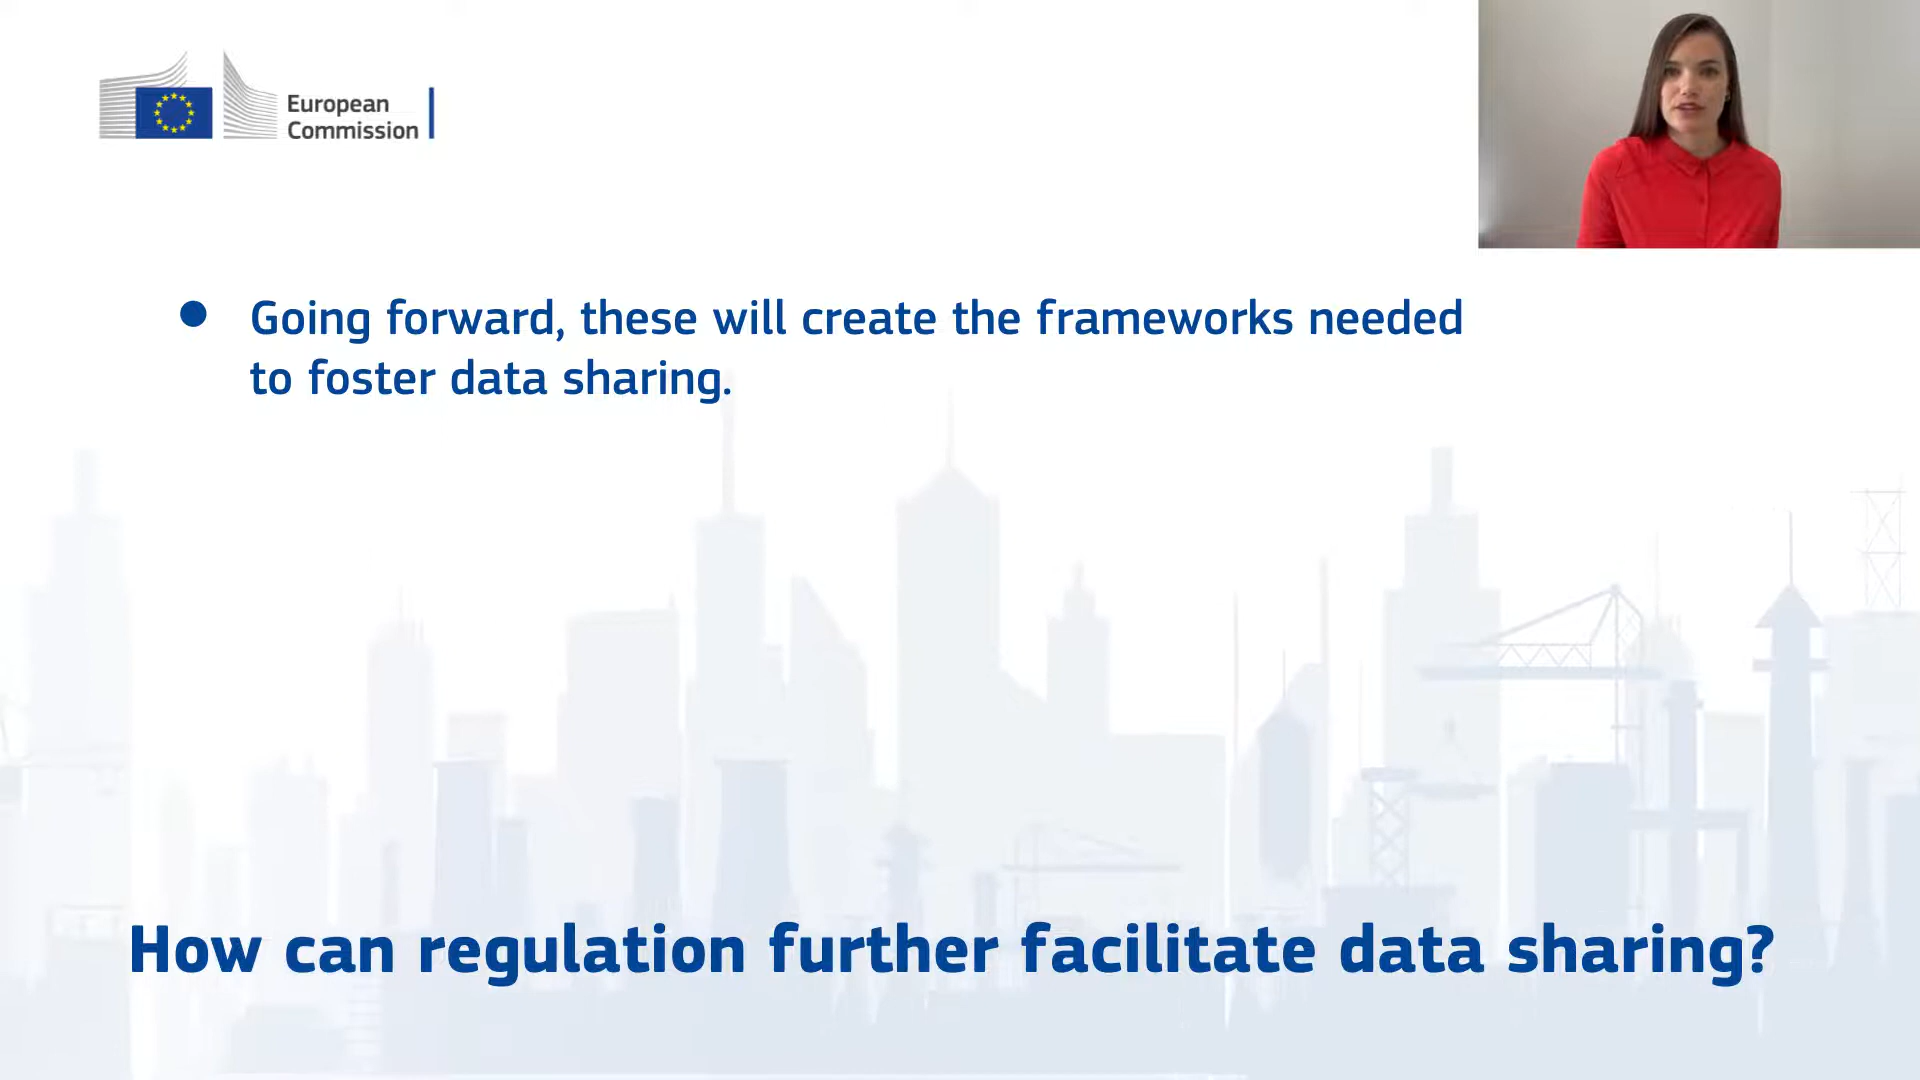 European
Commission
Going forward, these will create the frameworks needed
to foster data sharing.
How can regulation further facilitate data sharing?